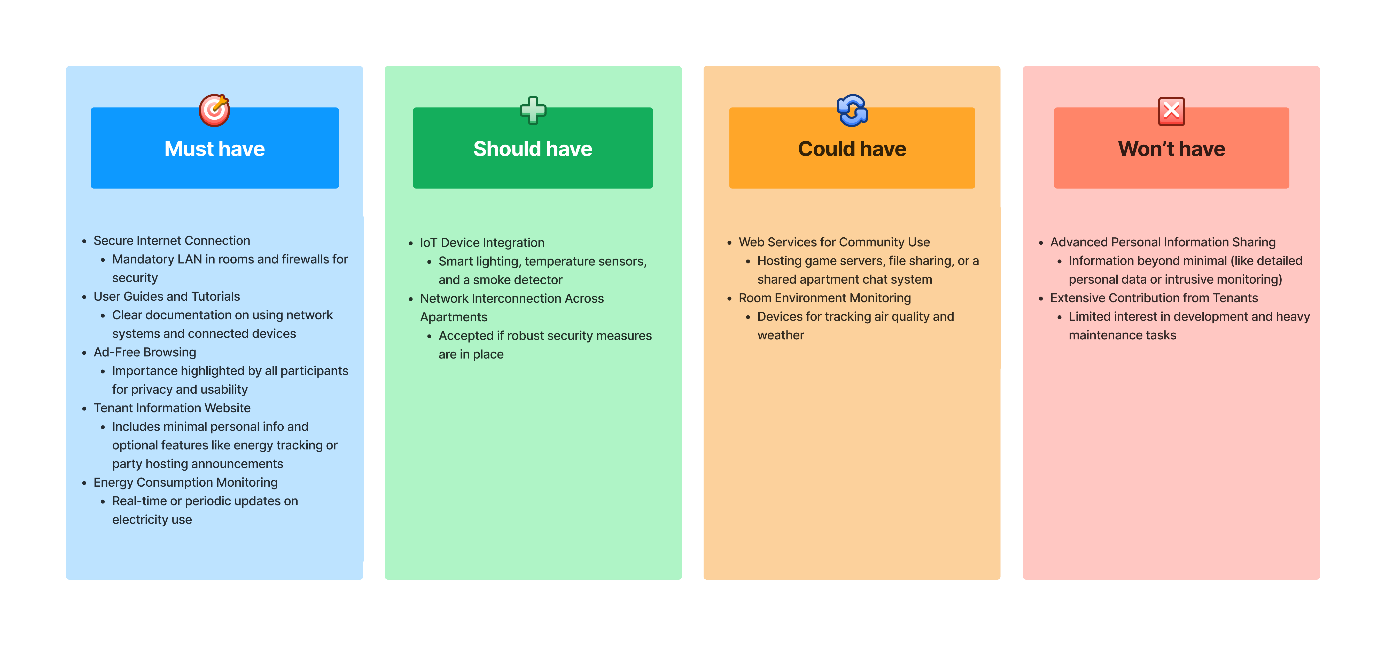 Must have
Secure Internet Connection
Mandatory LAN in rooms and firewalls for
security
User Guides and Tutorials
Clear documentation on using network
systems and connected devices
Ad-Free Browsing
Importance highlighted by all participants
for privacy and usability
Tenant Information Website
Includes minimal personal info and
optional features like energy tracking or
party hosting announcements
Energy Consumption Monitoring
Real-time or periodic updates on
electricity use
Should have
IoT Device Integration
Smart lighting, temperature sensors,
and a smoke detector
Network Interconnection Across
Apartments
Accepted if robust security measures
are in place
Could have
Web Services for Community Use
Hosting game servers, file sharing, or a
shared apartment chat system
Room Environment Monitoring
Devices for tracking air quality and
weather
Won’t have
Advanced Personal Information Sharing
Information beyond minimal (like detailed
personal data or intrusive monitoring)
Extensive Contribution from Tenants
Limited interest in development and heavy
maintenance tasks